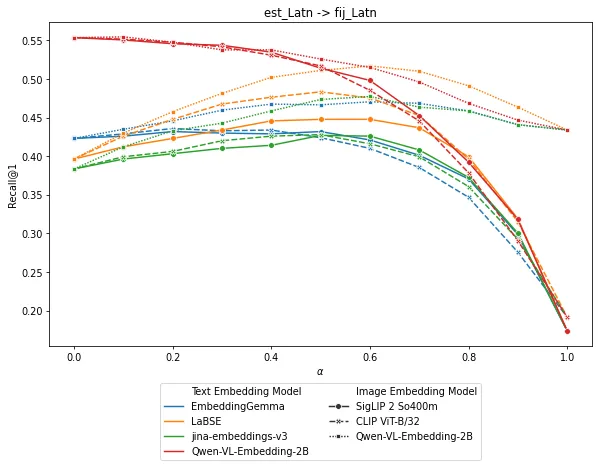 est_Latn -> fij_Latn
Recall@1
0.55
0.50
0.45
0.40
0.35
0.30
0.25
0.20
0.0 0.2 0.4 0.6 0.8 1.0
α
Text Embedding Model
EmbeddingGemma
LaBSE
jina-embeddings-v3
Qwen-VL-Embedding-2B
Image Embedding Model
SigLIP 2 So400m
CLIP ViT-B/32
Qwen-VL-Embedding-2B